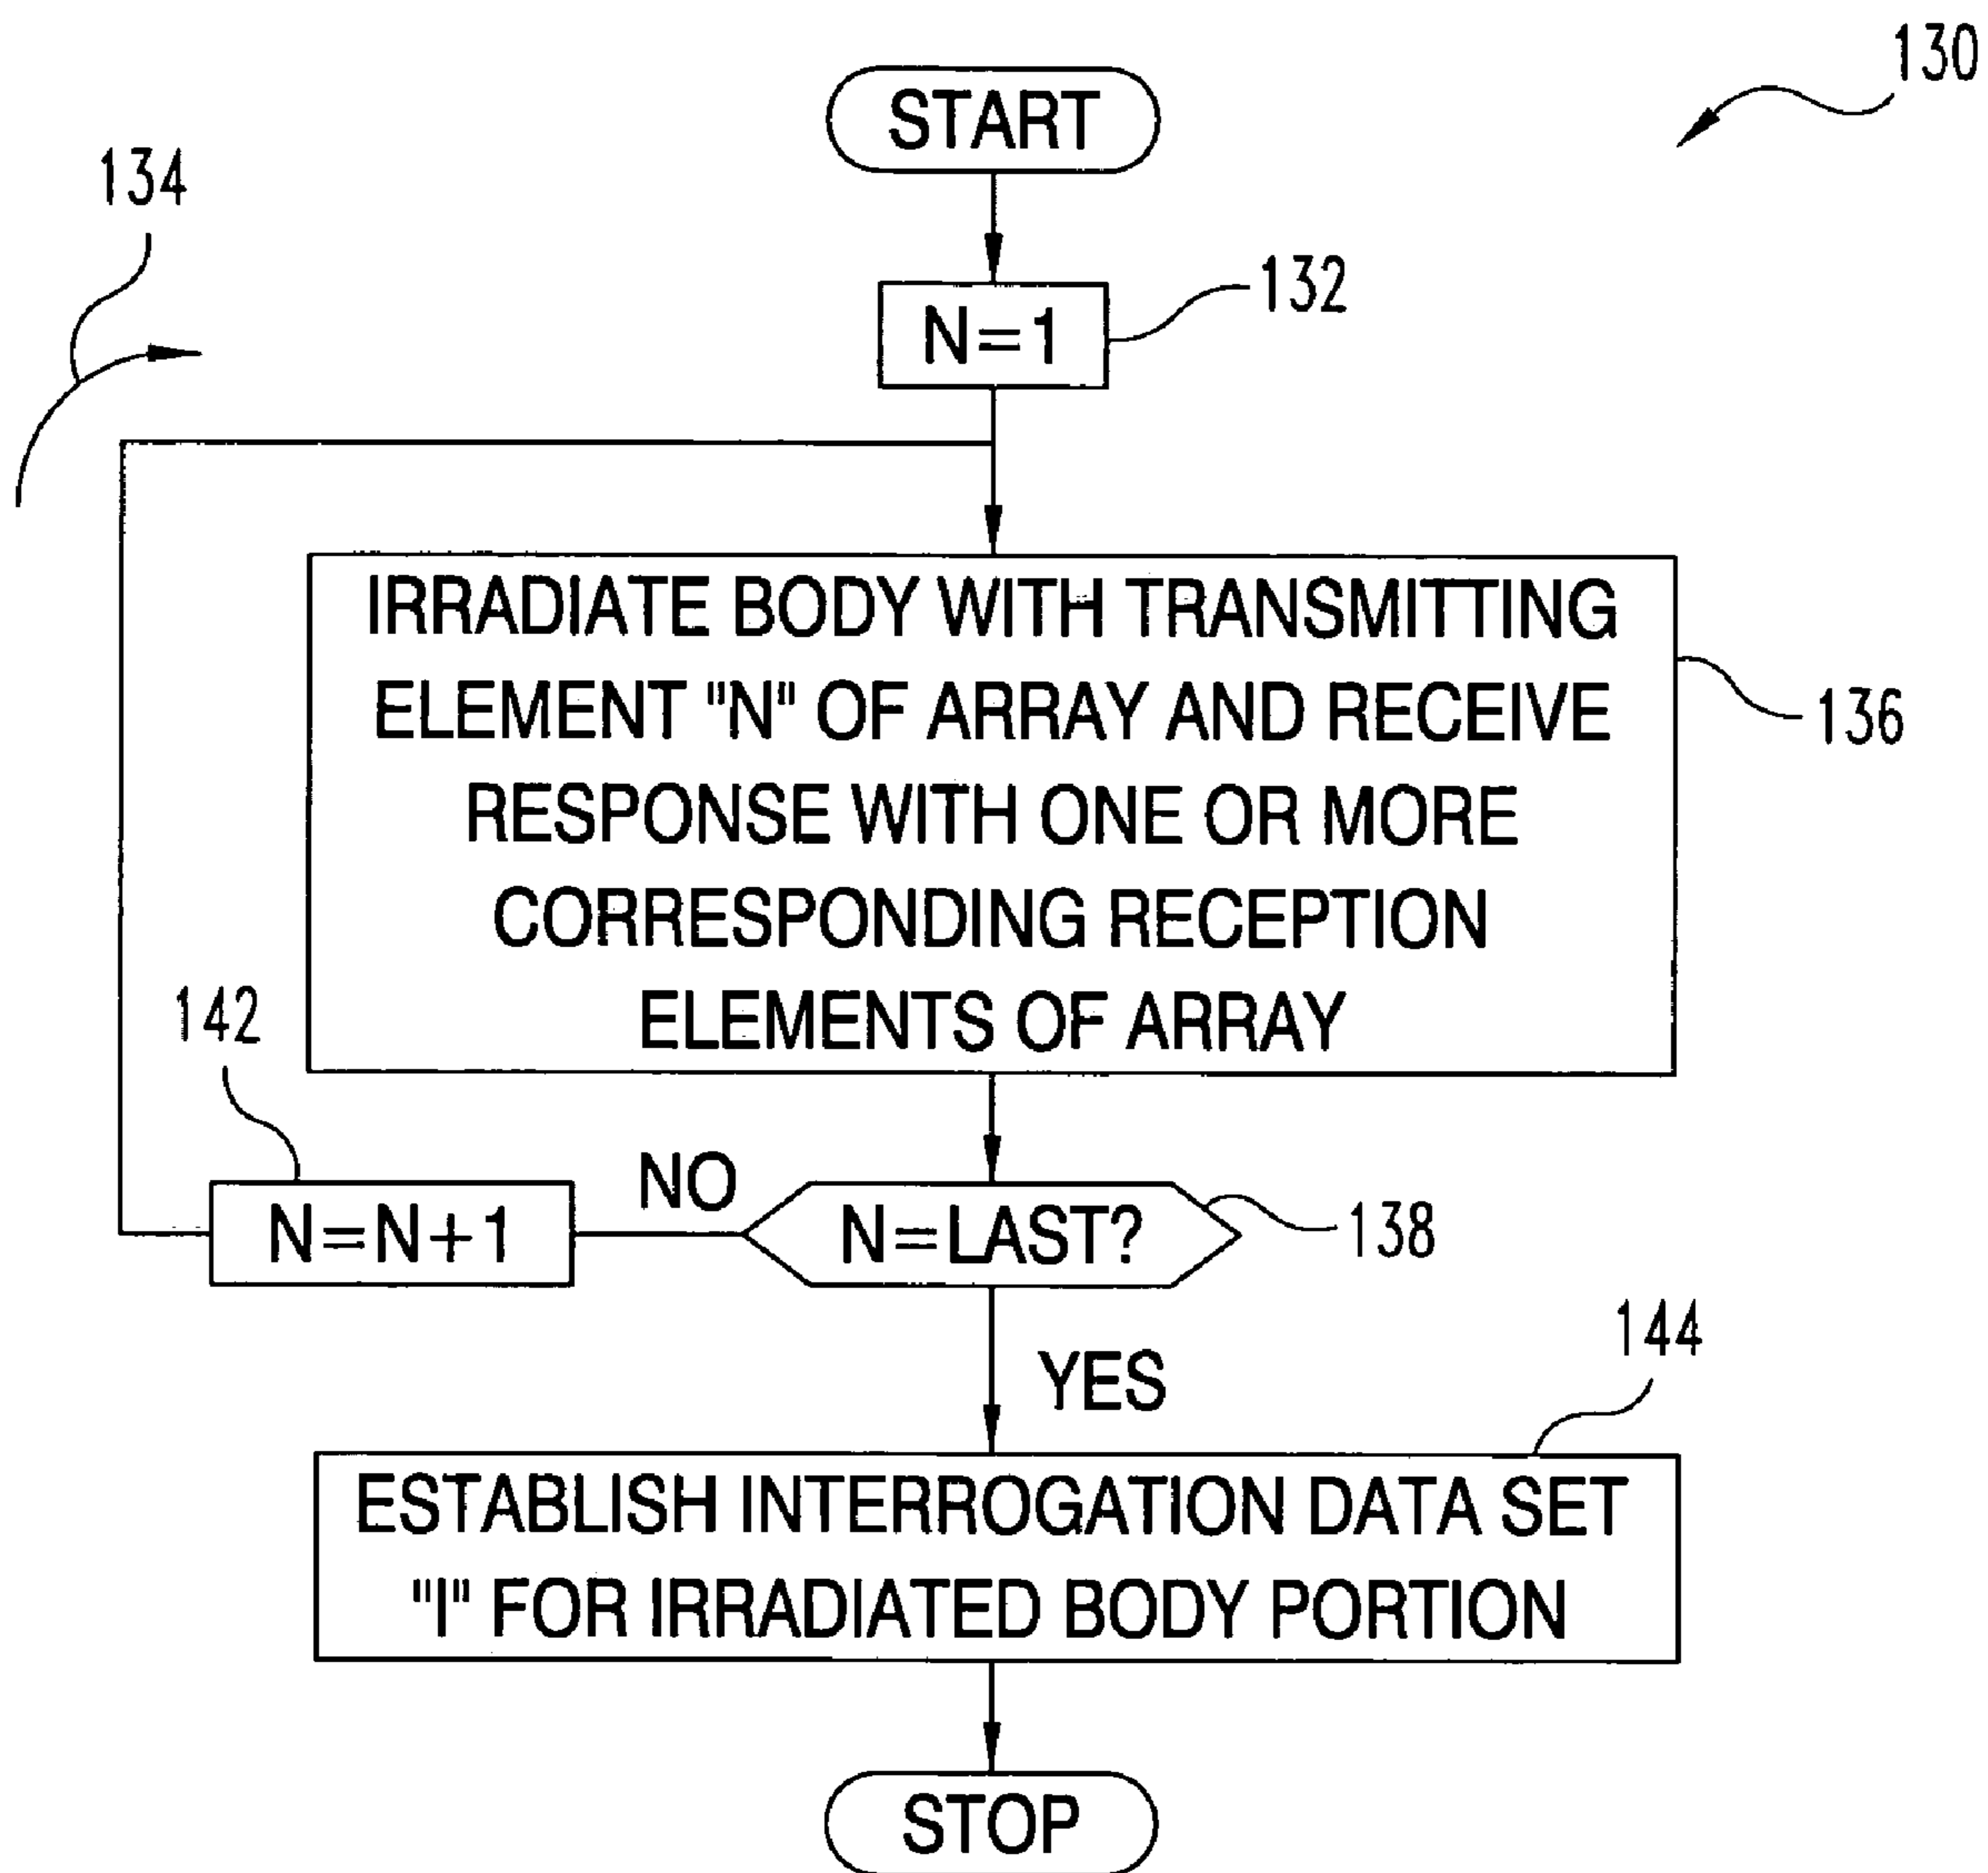 130
START
134
132
N=1
IRRADIATE BODY WITH TRANSMITTING
ELEMENT "N" OF ARRAY AND RECEIVE
RESPONSE WITH ONE OR MORE
CORRESPONDING RECEPTION
ELEMENTS OF ARRAY
136
142
NO
N=N+1
N=LAST?
138
YES
144
ESTABLISH INTERROGATION DATA SET
"I" FOR IRRADIATED BODY PORTION
STOP